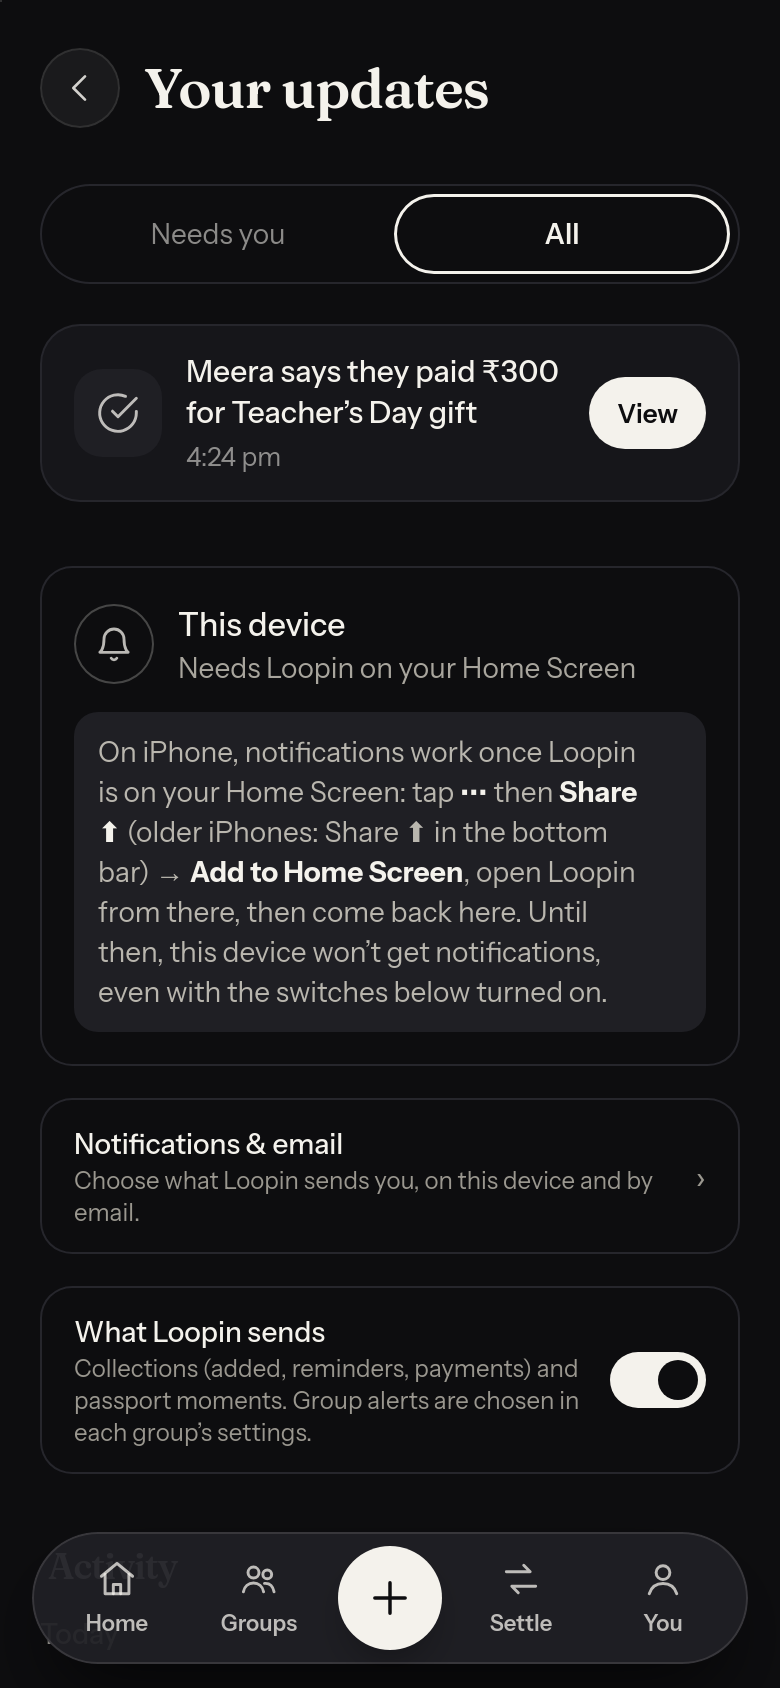 Your updates
Needs you
All
Meera says they paid ₹300
for Teacher’s Day gift
4:24 pm
View
This device
Needs Loopin on your Home Screen
On iPhone, notifications work once Loopin
is on your Home Screen: tap ⋯ then Share
⬆ (older iPhones: Share ⬆ in the bottom
bar) → Add to Home Screen, open Loopin
from there, then come back here. Until
then, this device won’t get notifications,
even with the switches below turned on.
Notifications & email
Choose what Loopin sends you, on this device and by
email.
›
What Loopin sends
Collections (added, reminders, payments) and
passport moments. Group alerts are chosen in
each group’s settings.
Activity
Today
Home
Groups
Settle
You